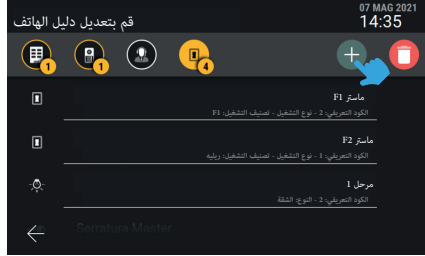 07 MAG 2021
قم بتعديل دليل الهاتف
14:35
1
1
4
ماستر F1
الكود التعريفي: 2 - نوع التشغيل - تصنيف التشغيل: F1
ماستر F2
الكود التعريفي: 1 - نوع التشغيل - تصنيف التشغيل: ريليه
مرحل 1
الكود التعريفي: 2 - النوع: الشقة
Serratura Master